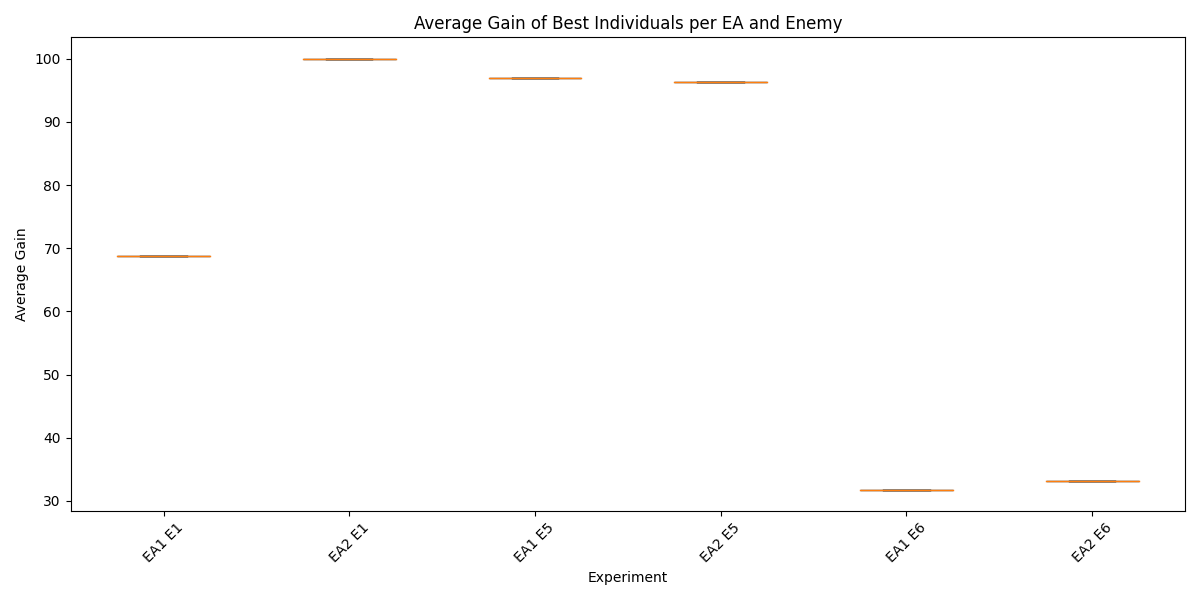 Average Gain of Best Individuals per EA and Enemy
Average Gain
100
90
80
70
60
50
40
30
EA1 E1
EA2 E1
EA1 E5
EA2 E5
EA1 E6
EA2 E6
Experiment